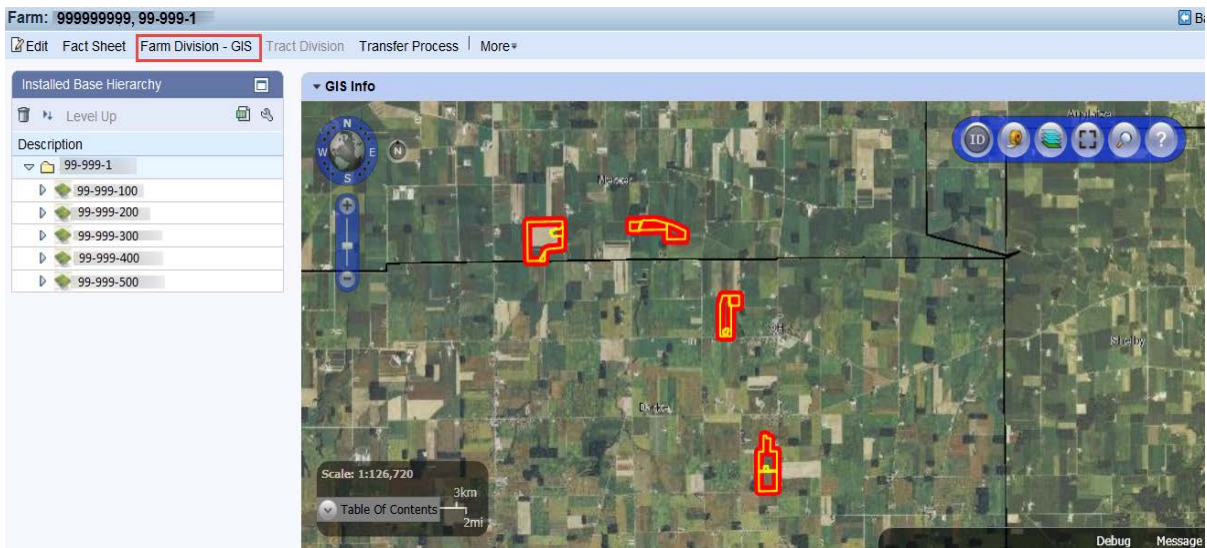 Farm: 999999999, 99-999-1
Edit Fact Sheet Farm Division - GIS Tract Division Transfer Process More
Installed Base Hierarchy
GIS Info
Level Up
Description
99-999-1
99-999-100
99-999-200
99-999-300
99-999-400
99-999-500
N
W E
S
N
ID
?
Mercer
Shelby
Darke
Scale: 1:126,720
3km
Table Of Contents
2mi
Debug Message